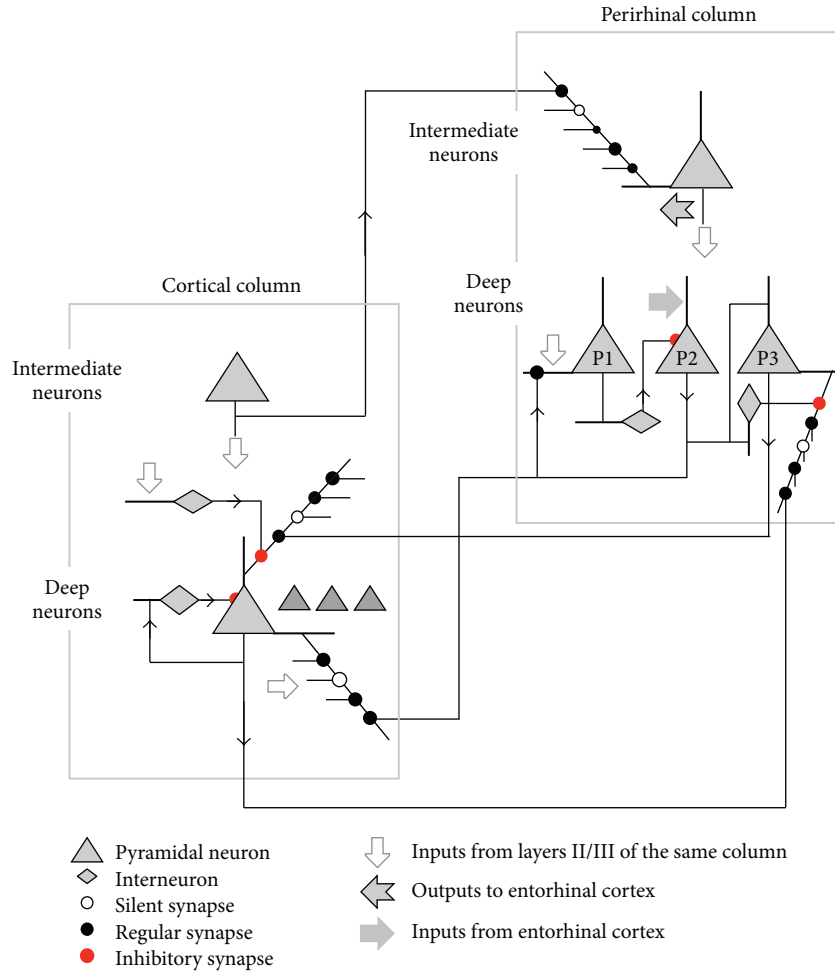 Perirhinal column
Intermediate
neurons
Deep
neurons
P1
P2
P3
Cortical column
Intermediate
neurons
Deep
neurons
Pyramidal neuron
Interneuron
Silent synapse
Regular synapse
Inhibitory synapse
Inputs from layers II/III of the same column
Outputs to entorhinal cortex
Inputs from entorhinal cortex